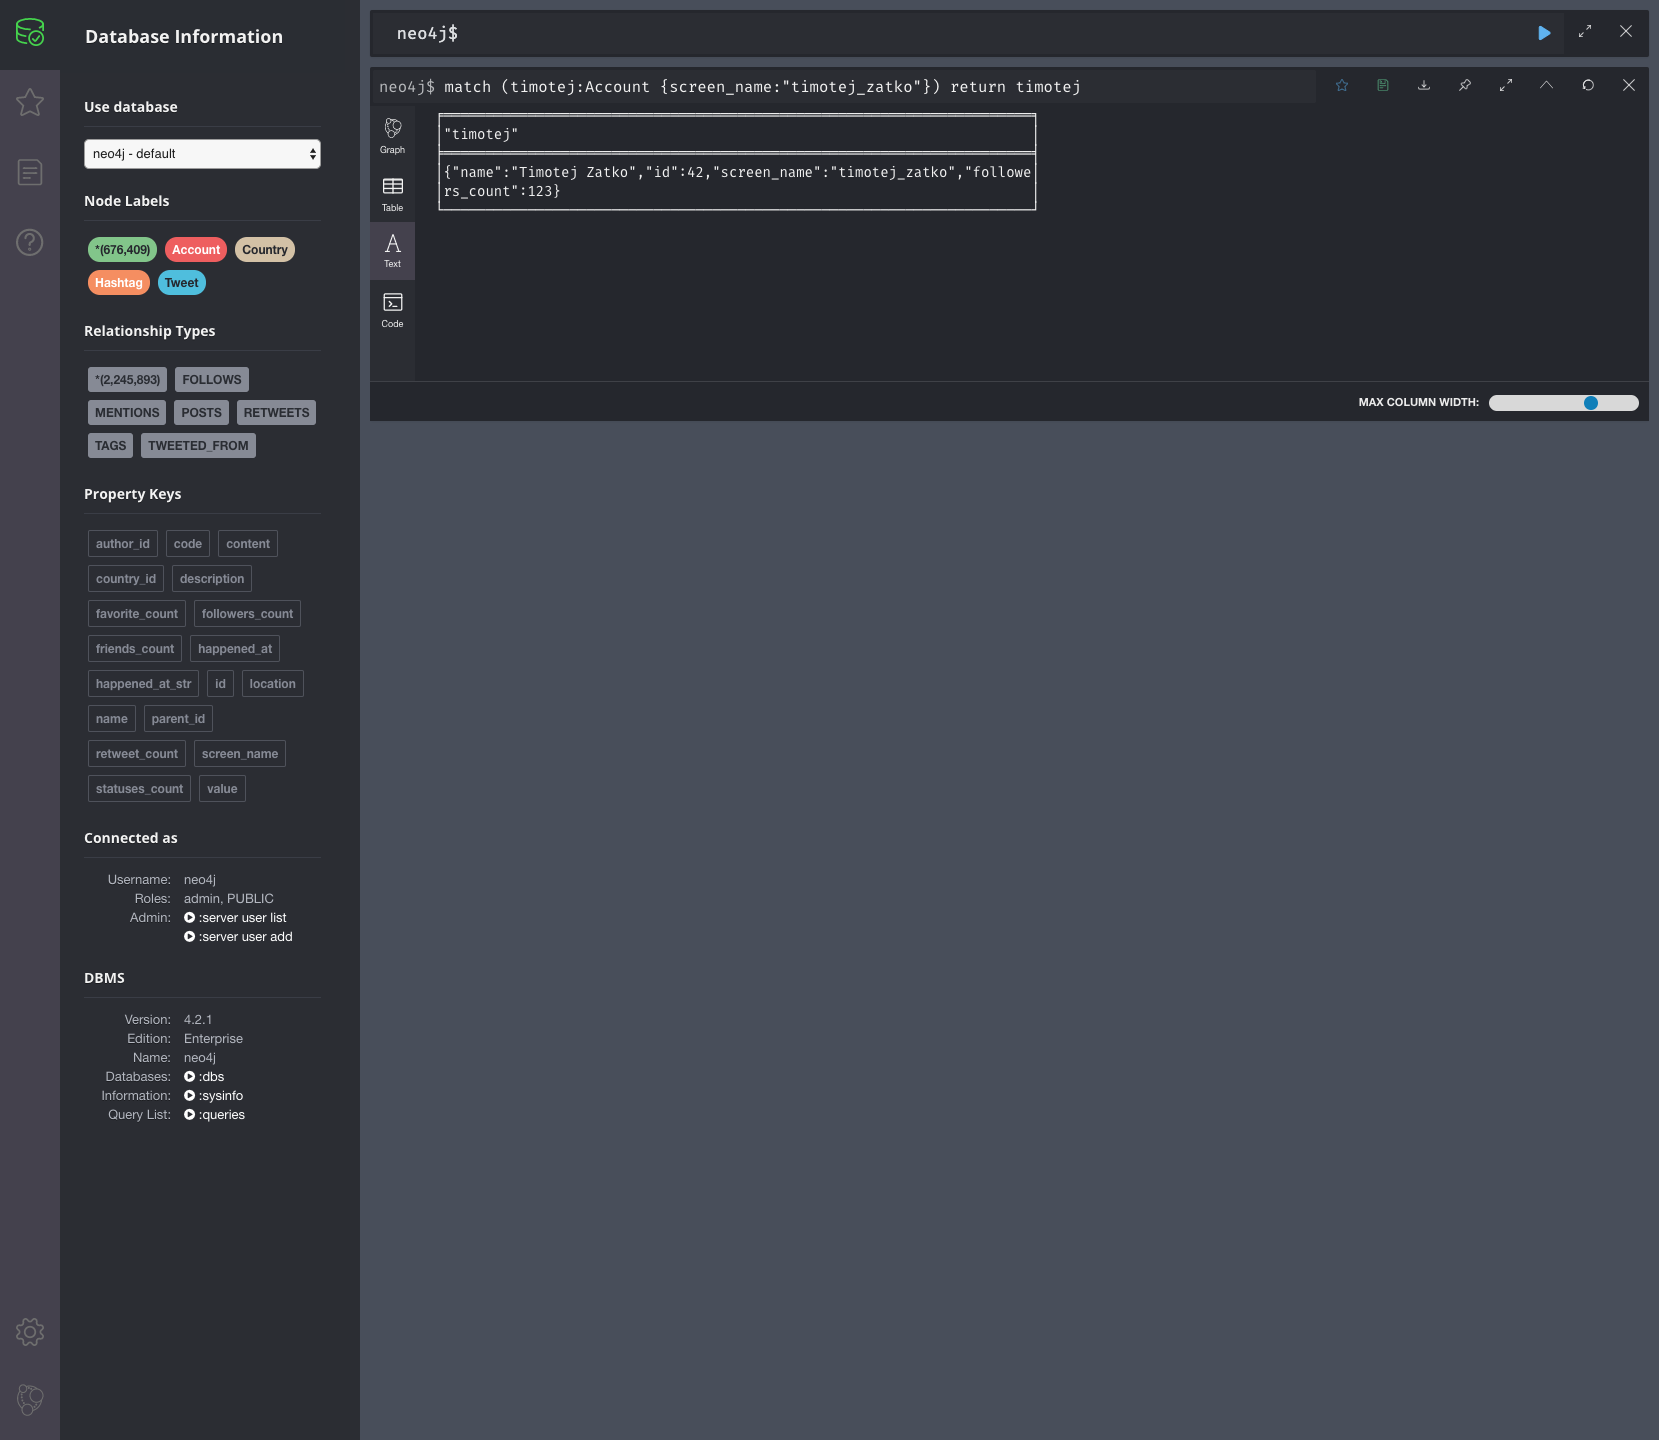 Database Information
Use database
neo4j - default
Node Labels
*(676,409) Account Country
Hashtag Tweet
Relationship Types
*(2,245,893) FOLLOWS
MENTIONS POSTS RETWEETS
TAGS TWEETED_FROM
Property Keys
author_id code content
country_id description
favorite_count followers_count
friends_count happened_at
happened_at_str id location
name parent_id
retweet_count screen_name
statuses_count value
Connected as
Username: neo4j
Roles: admin, PUBLIC
Admin: :server user list
:server user add
DBMS
Version: 4.2.1
Edition: Enterprise
Name: neo4j
Databases: :dbs
Information: :sysinfo
Query List: :queries
neo4j$
neo4j$ match (timotej:Account {screen_name:"timotej_zatko"}) return timotej
Graph
Table
Text
Code
"timotej"
{"name":"Timotej Zatko","id":42,"screen_name":"timotej_zatko","followe
rs_count":123}
MAX COLUMN WIDTH: